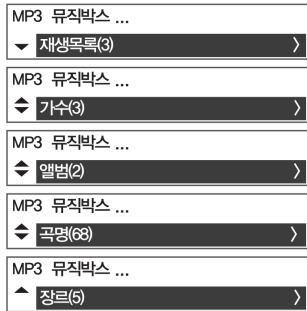 MP3 뮤직박스 ...
재생목록(3)
MP3 뮤직박스 ...
가수(3)
MP3 뮤직박스 ...
앨범(2)
MP3 뮤직박스 ...
곡명(68)
MP3 뮤직박스 ...
장르(5)